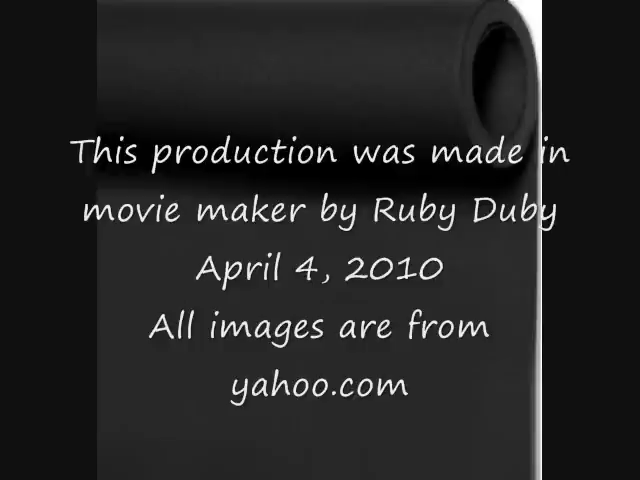 This production was made in
movie maker by Ruby Duby
April 4, 2010
All images are from
yahoo.com